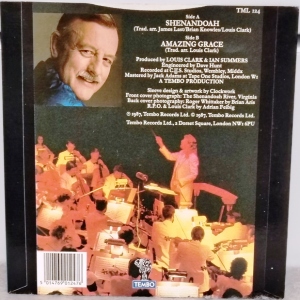 TML 124
Side A
SHENANDOAH
(Trad. arr. James Last/Brian Knowles/Louis Clark)
Side B
AMAZING GRACE
(Trad. arr. Louis Clark)
Produced by LOUIS CLARK & IAN SUMMERS
Engineered by Dave Hunt
Recorded at C.T.S. Studios, Wembley, Middx
Mastered by Jack Adams at Tape One Studio, London W1
A TEMBO PRODUCTION
Sleeve design & artwork by Clockwork
Front cover photograph: The Shenandoah River, Virginia
Back cover photography: Roger Whittaker by Brian Aris
R.P.O. & Louis Clark by Adrian Feihig
℗ 1987, Tembo Records Ltd. © 1987, Tembo Records Ltd.
Tembo Records Ltd., 2 Dorset Square, London NW1 6PU
TEMBO